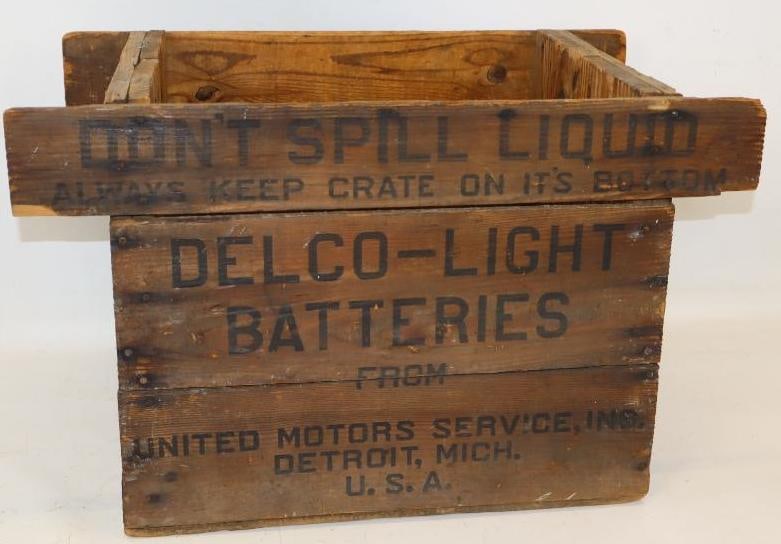 DON'T SPILL LIQUID
ALWAYS KEEP CRATE ON IT'S BOTTOM
DELCO-LIGHT
BATTERIES
FROM
UNITED MOTORS SERVICE, INC.
DETROIT, MICH.
U. S. A.